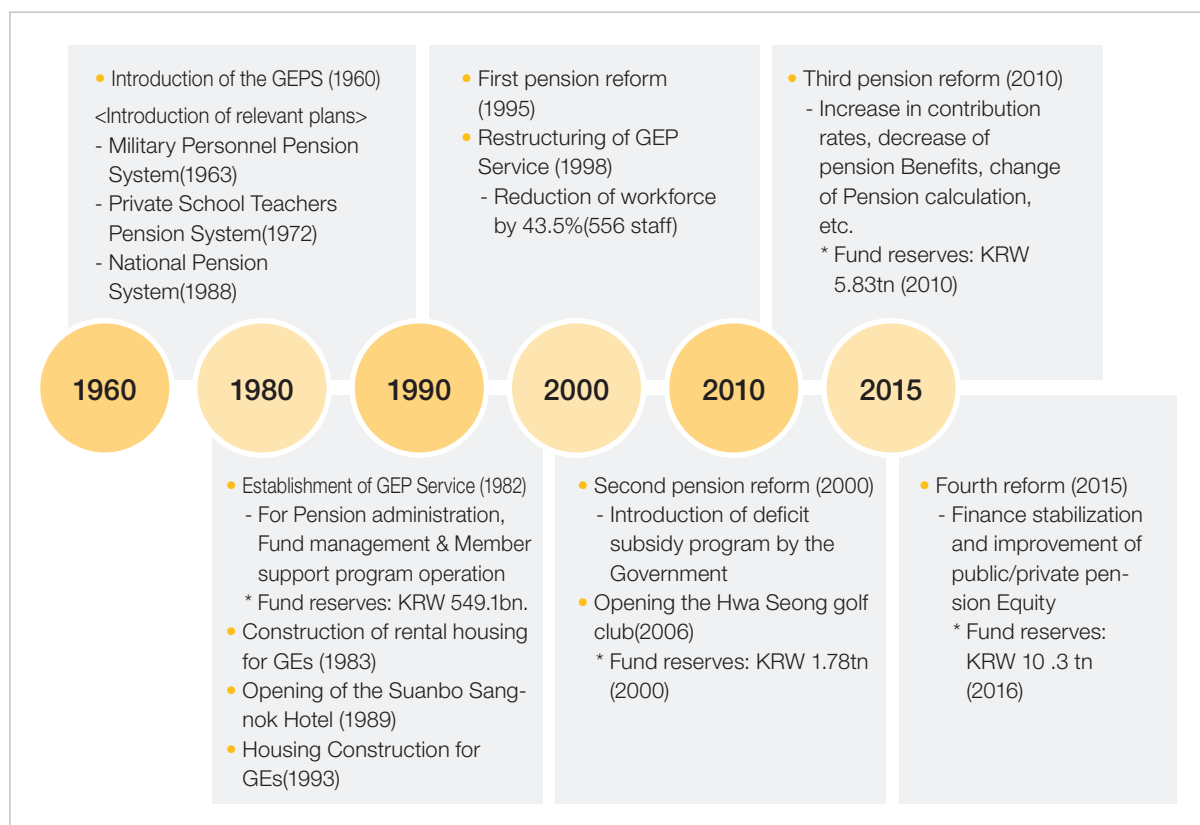 • Introduction of the GEPS (1960)
<Introduction of relevant plans>
- Military Personnel Pension
System(1963)
- Private School Teachers
Pension System(1972)
- National Pension
System(1988)
• First pension reform
(1995)
• Restructuring of GEP
Service (1998)
- Reduction of workforce
by 43.5%(556 staff)
• Third pension reform (2010)
- Increase in contribution
rates, decrease of
pension Benefits, change
of Pension calculation,
etc.
* Fund reserves: KRW
5.83tn (2010)
1960
1980
1990
2000
2010
2015
• Establishment of GEP Service (1982)
- For Pension administration,
Fund management & Member
support program operation
* Fund reserves: KRW 549.1bn.
• Construction of rental housing
for GEs (1983)
• Opening of the Suanbo Sang-
nok Hotel (1989)
• Housing Construction for
GEs(1993)
• Second pension reform (2000)
- Introduction of deficit
subsidy program by the
Government
• Opening the Hwa Seong golf
club(2006)
* Fund reserves: KRW 1.78tn
(2000)
• Fourth reform (2015)
- Finance stabilization
and improvement of
public/private pen-
sion Equity
* Fund reserves:
KRW 10 .3 tn
(2016)